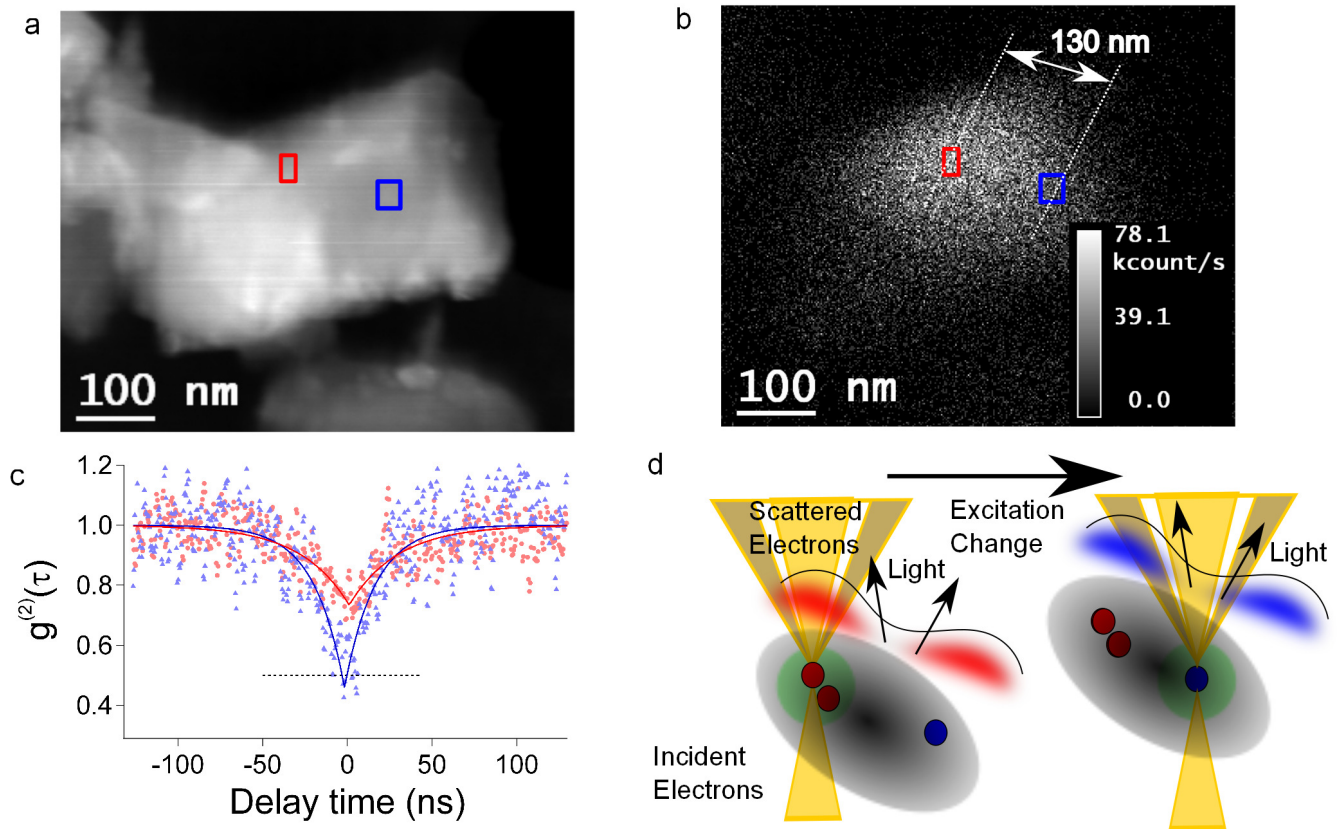 a
100 nm
b
130 nm
78.1
kcount/s
39.1
0.0
100 nm
c
g(2)(τ)
1.2
1.0
0.8
0.6
0.4
-100
-50
0
50
100
Delay time (ns)
d
Scattered
Electrons
Excitation
Change
Light
Light
Incident
Electrons